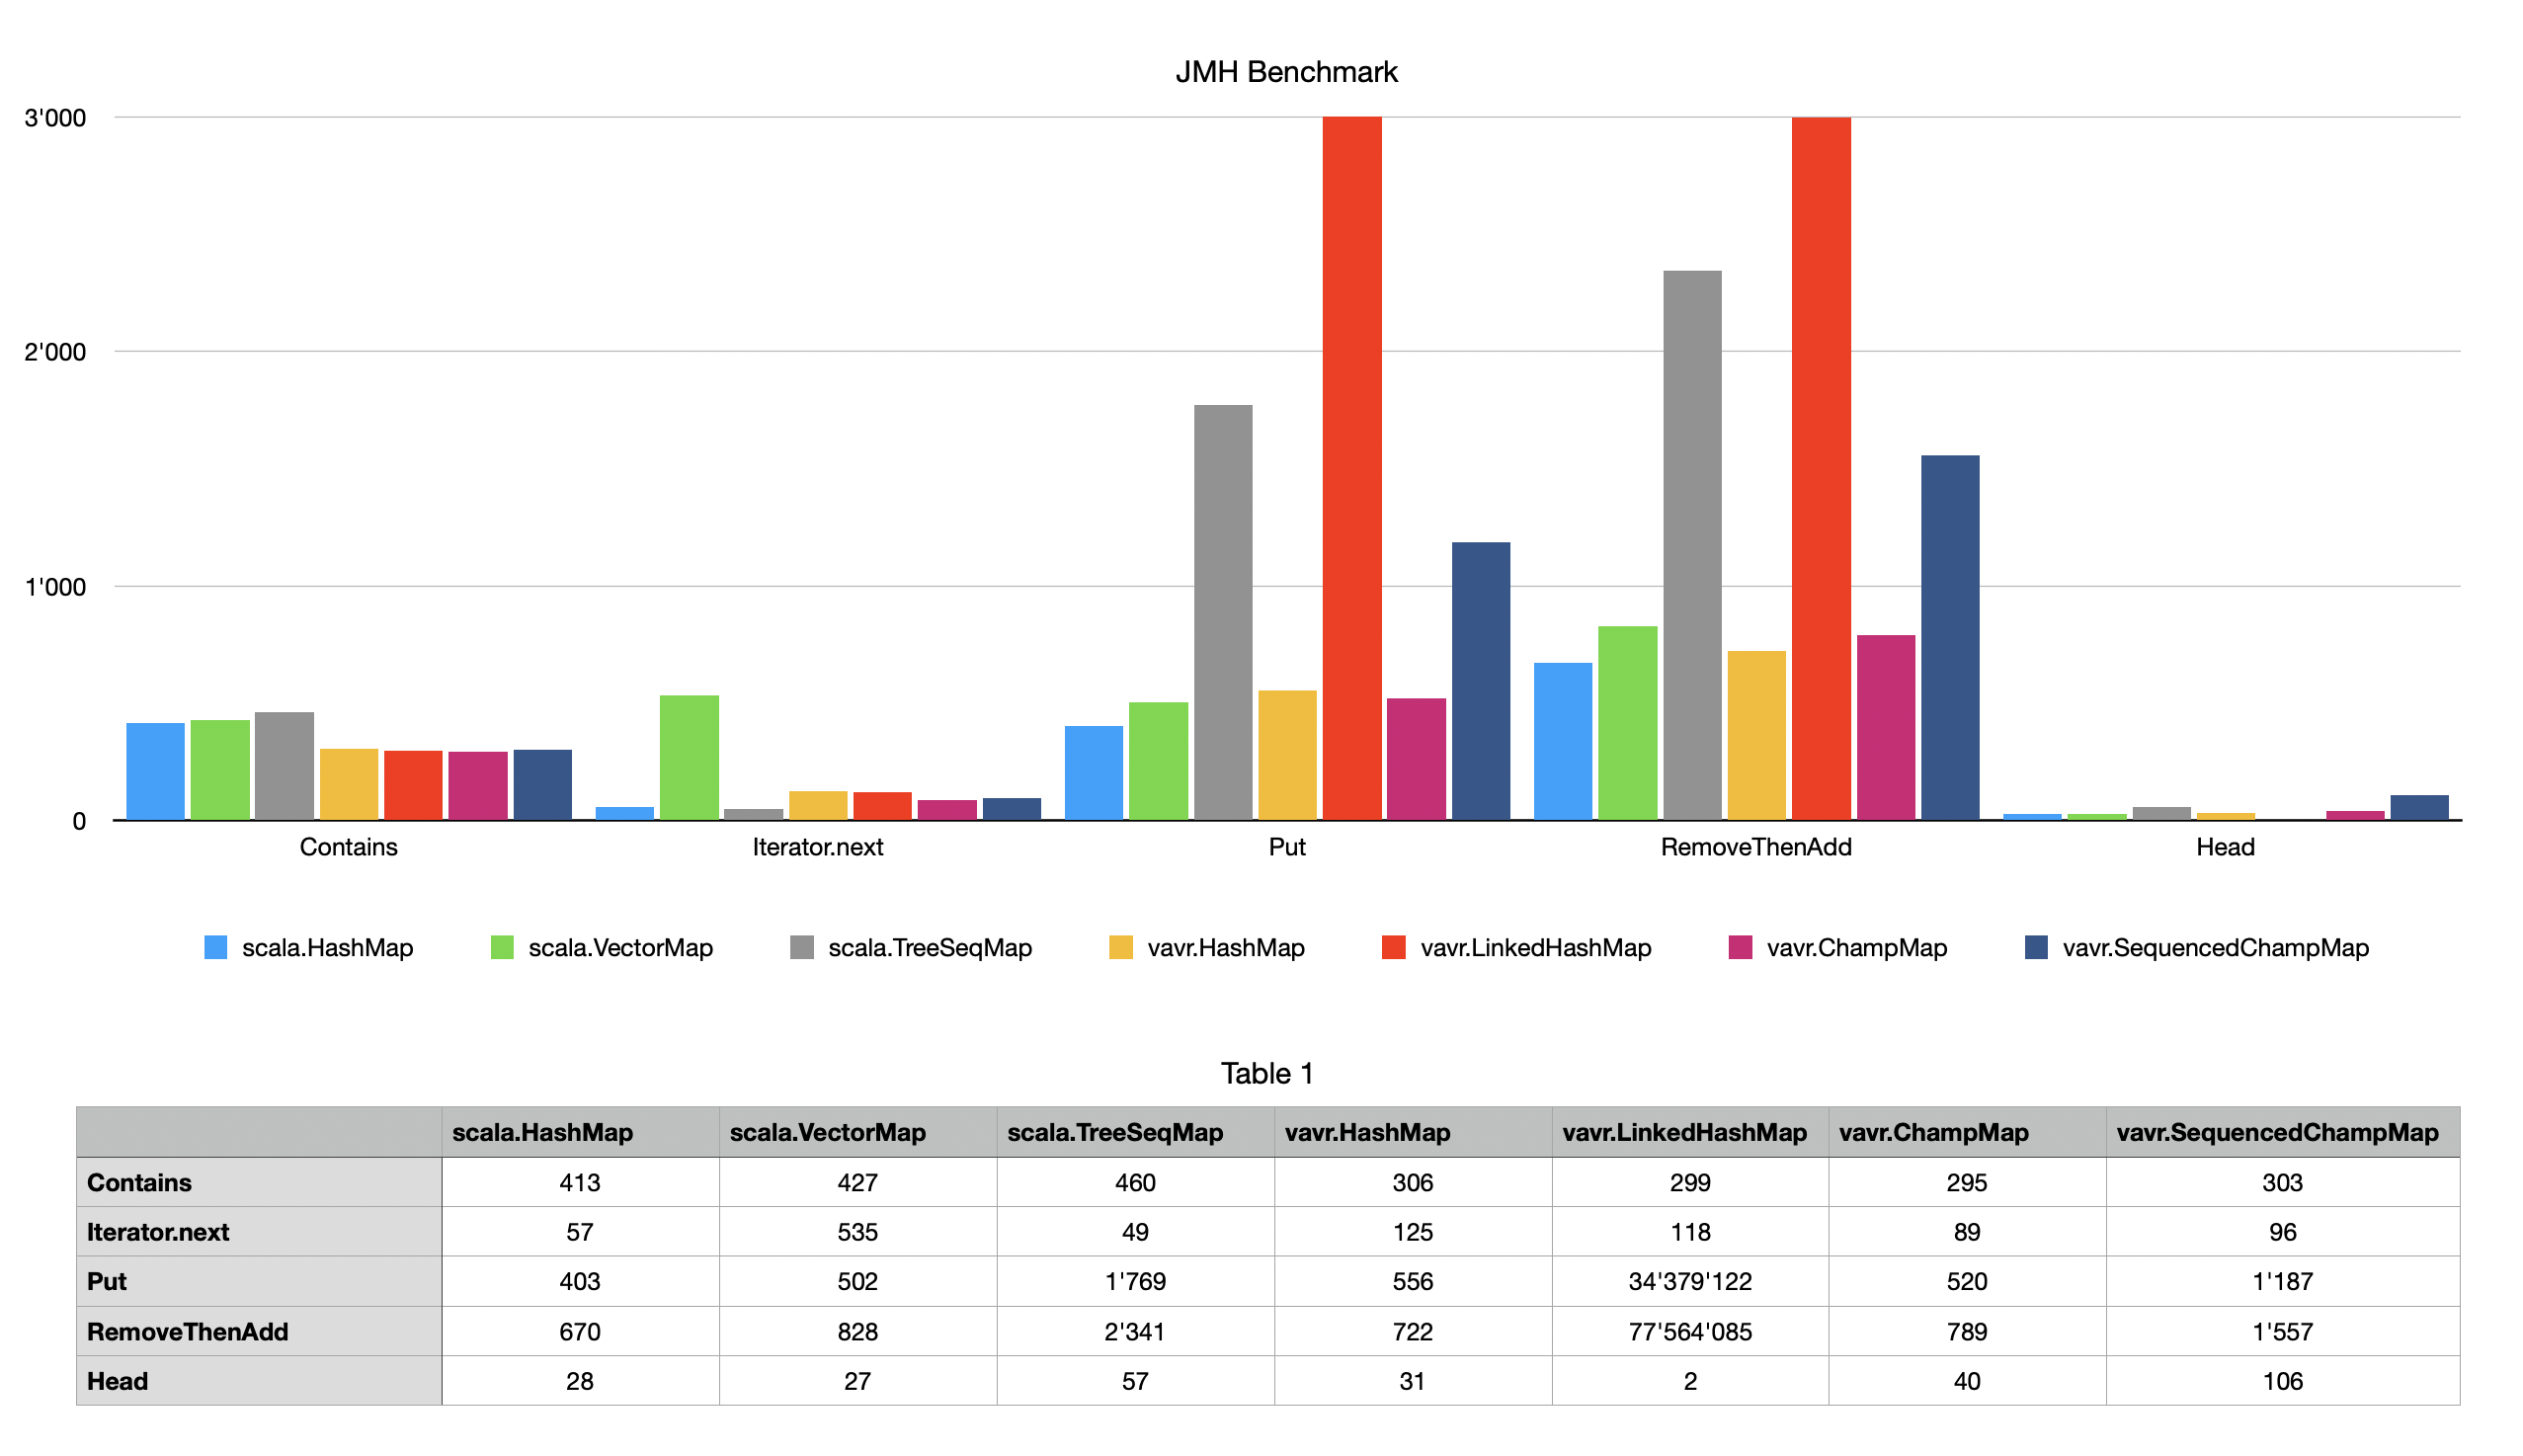 JMH Benchmark
3'000
2'000
1'000
0
Contains Iterator.next Put RemoveThenAdd Head
scala.HashMap scala.VectorMap scala.TreeSeqMap vavr.HashMap vavr.LinkedHashMap vavr.ChampMap vavr.SequencedChampMap
Table 1
scala.HashMap scala.VectorMap scala.TreeSeqMap vavr.HashMap vavr.LinkedHashMap vavr.ChampMap vavr.SequencedChampMap
Contains 413 427 460 306 299 295 303
Iterator.next 57 535 49 125 118 89 96
Put 403 502 1'769 556 34'379'122 520 1'187
RemoveThenAdd 670 828 2'341 722 77'564'085 789 1'557
Head 28 27 57 31 2 40 106